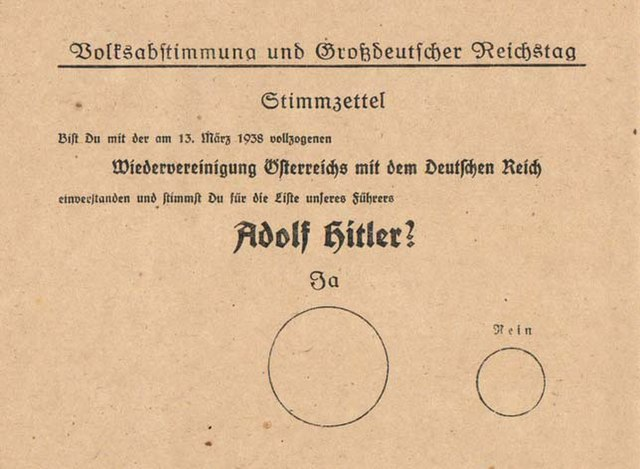 Volksabstimmung und Großdeutscher Reichstag
Stimmzettel
Bist Du mit der am 13. März 1938 vollzogenen
Wiedervereinigung Österreichs mit dem Deutschen Reich
einverstanden und stimmst Du für die Liste unseres Führers
Adolf Hitler?
Ja
Nein